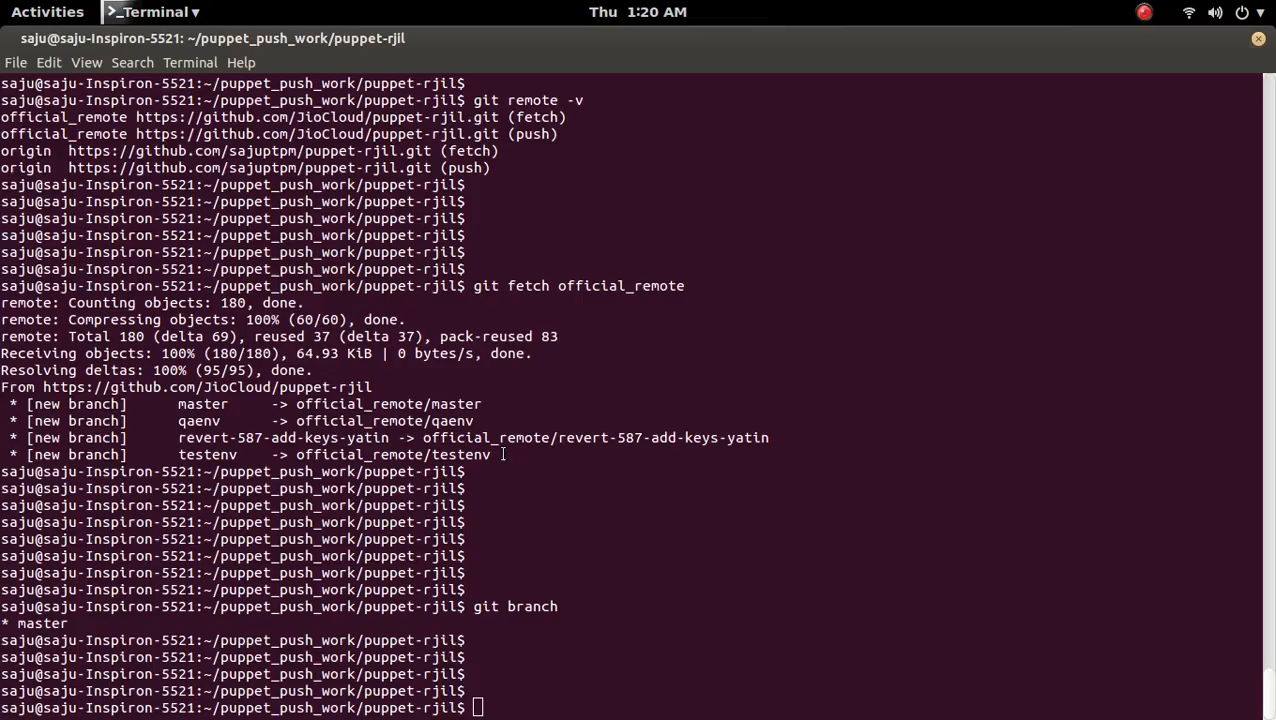 Activities
Terminal
Thu 1:20 AM
saju@saju-Inspiron-5521: ~/puppet_push_work/puppet-rjil
File Edit View Search Terminal Help
saju@saju-Inspiron-5521:~/puppet_push_work/puppet-rjil$
saju@saju-Inspiron-5521:~/puppet_push_work/puppet-rjil$ git remote -v
official_remote https://github.com/JioCloud/puppet-rjil.git (fetch)
official_remote https://github.com/JioCloud/puppet-rjil.git (push)
origin  https://github.com/sajuptpm/puppet-rjil.git (fetch)
origin  https://github.com/sajuptpm/puppet-rjil.git (push)
saju@saju-Inspiron-5521:~/puppet_push_work/puppet-rjil$
saju@saju-Inspiron-5521:~/puppet_push_work/puppet-rjil$
saju@saju-Inspiron-5521:~/puppet_push_work/puppet-rjil$
saju@saju-Inspiron-5521:~/puppet_push_work/puppet-rjil$
saju@saju-Inspiron-5521:~/puppet_push_work/puppet-rjil$
saju@saju-Inspiron-5521:~/puppet_push_work/puppet-rjil$
saju@saju-Inspiron-5521:~/puppet_push_work/puppet-rjil$ git fetch official_remote
remote: Counting objects: 180, done.
remote: Compressing objects: 100% (60/60), done.
remote: Total 180 (delta 69), reused 37 (delta 37), pack-reused 83
Receiving objects: 100% (180/180), 64.93 KiB | 0 bytes/s, done.
Resolving deltas: 100% (95/95), done.
From https://github.com/JioCloud/puppet-rjil
 * [new branch]      master     -> official_remote/master
 * [new branch]      qaenv      -> official_remote/qaenv
 * [new branch]      revert-587-add-keys-yatin -> official_remote/revert-587-add-keys-yatin
 * [new branch]      testenv    -> official_remote/testenv
saju@saju-Inspiron-5521:~/puppet_push_work/puppet-rjil$
saju@saju-Inspiron-5521:~/puppet_push_work/puppet-rjil$
saju@saju-Inspiron-5521:~/puppet_push_work/puppet-rjil$
saju@saju-Inspiron-5521:~/puppet_push_work/puppet-rjil$
saju@saju-Inspiron-5521:~/puppet_push_work/puppet-rjil$
saju@saju-Inspiron-5521:~/puppet_push_work/puppet-rjil$
saju@saju-Inspiron-5521:~/puppet_push_work/puppet-rjil$
saju@saju-Inspiron-5521:~/puppet_push_work/puppet-rjil$
saju@saju-Inspiron-5521:~/puppet_push_work/puppet-rjil$ git branch
* master
saju@saju-Inspiron-5521:~/puppet_push_work/puppet-rjil$
saju@saju-Inspiron-5521:~/puppet_push_work/puppet-rjil$
saju@saju-Inspiron-5521:~/puppet_push_work/puppet-rjil$
saju@saju-Inspiron-5521:~/puppet_push_work/puppet-rjil$
saju@saju-Inspiron-5521:~/puppet_push_work/puppet-rjil$